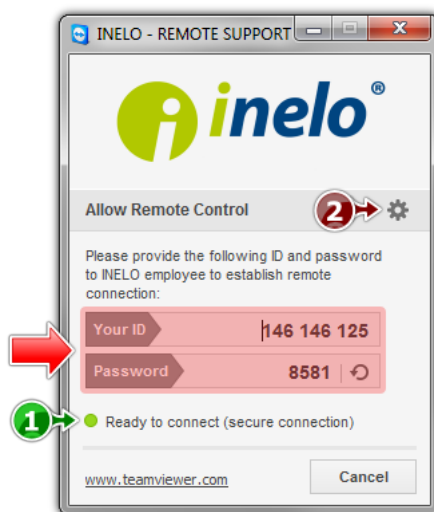 INELO - REMOTE SUPPORT
inelo®
Allow Remote Control
2
Please provide the following ID and password
to INELO employee to establish remote
connection:
Your ID 146 146 125
Password 8581
1
Ready to connect (secure connection)
www.teamviewer.com
Cancel